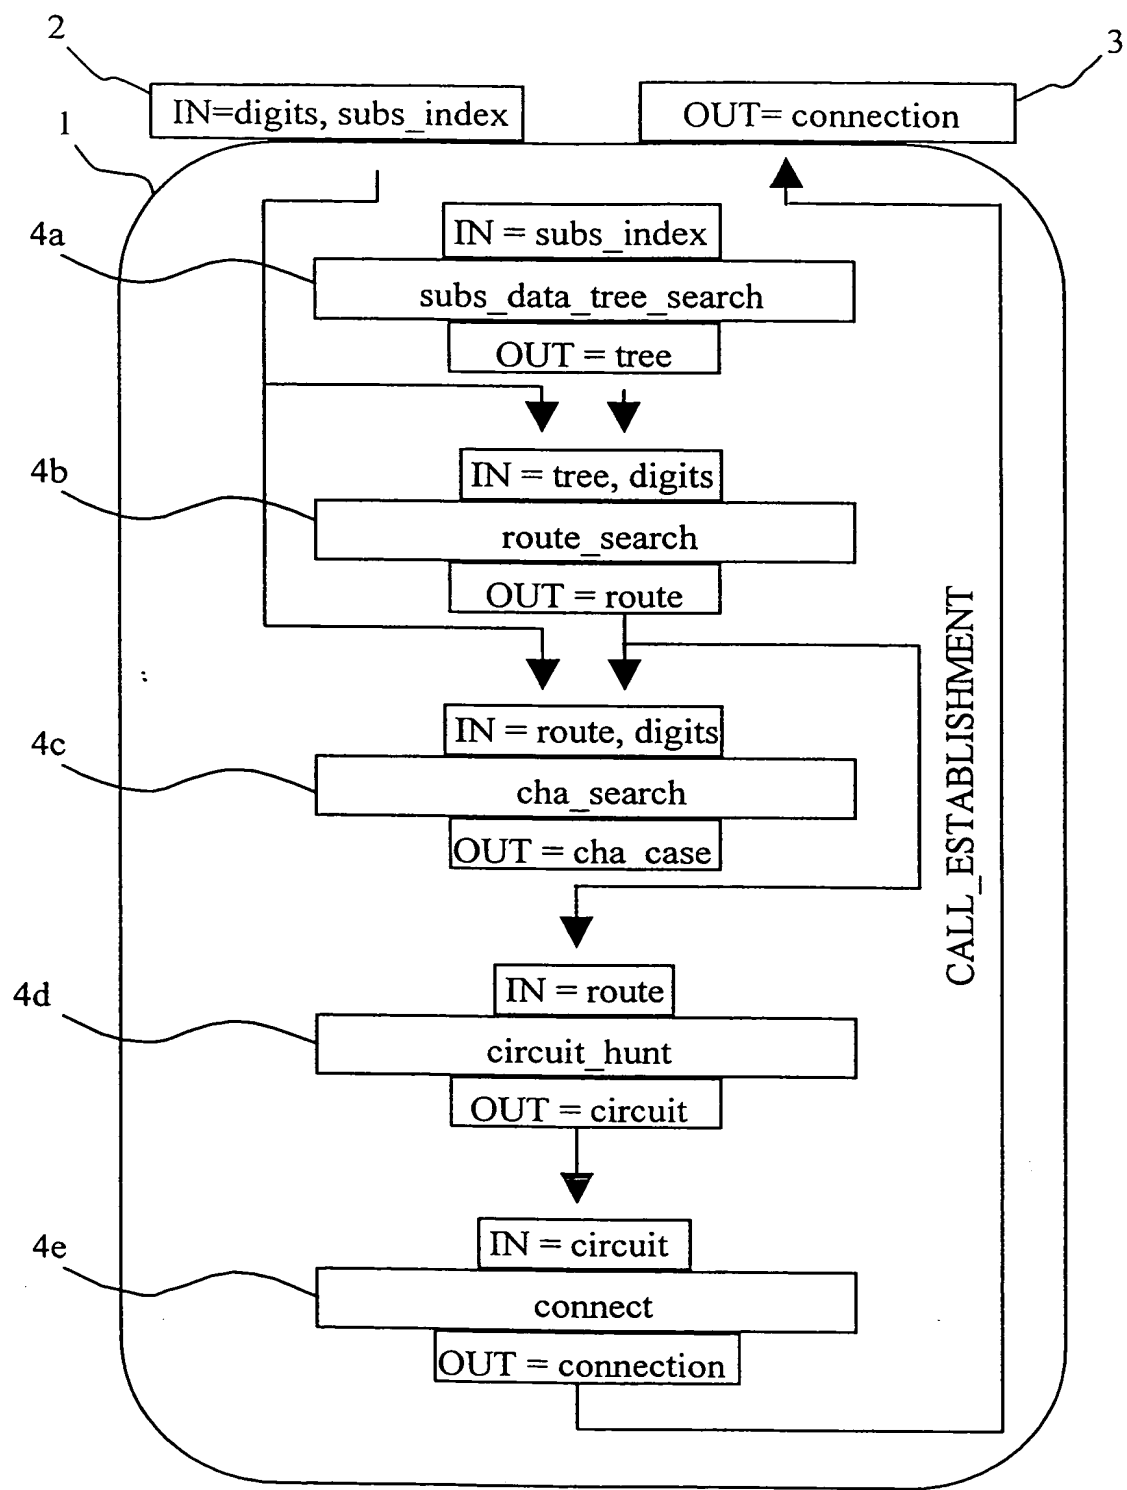 2
3
IN=digits, subs_index
OUT= connection
1
IN = subs_index
4a
subs_data_tree_search
OUT = tree
4b
IN = tree, digits
route_search
OUT = route
CALL_ESTABLISHMENT
4c
IN = route, digits
cha_search
OUT = cha_case
4d
IN = route
circuit_hunt
OUT = circuit
4e
IN = circuit
connect
OUT = connection